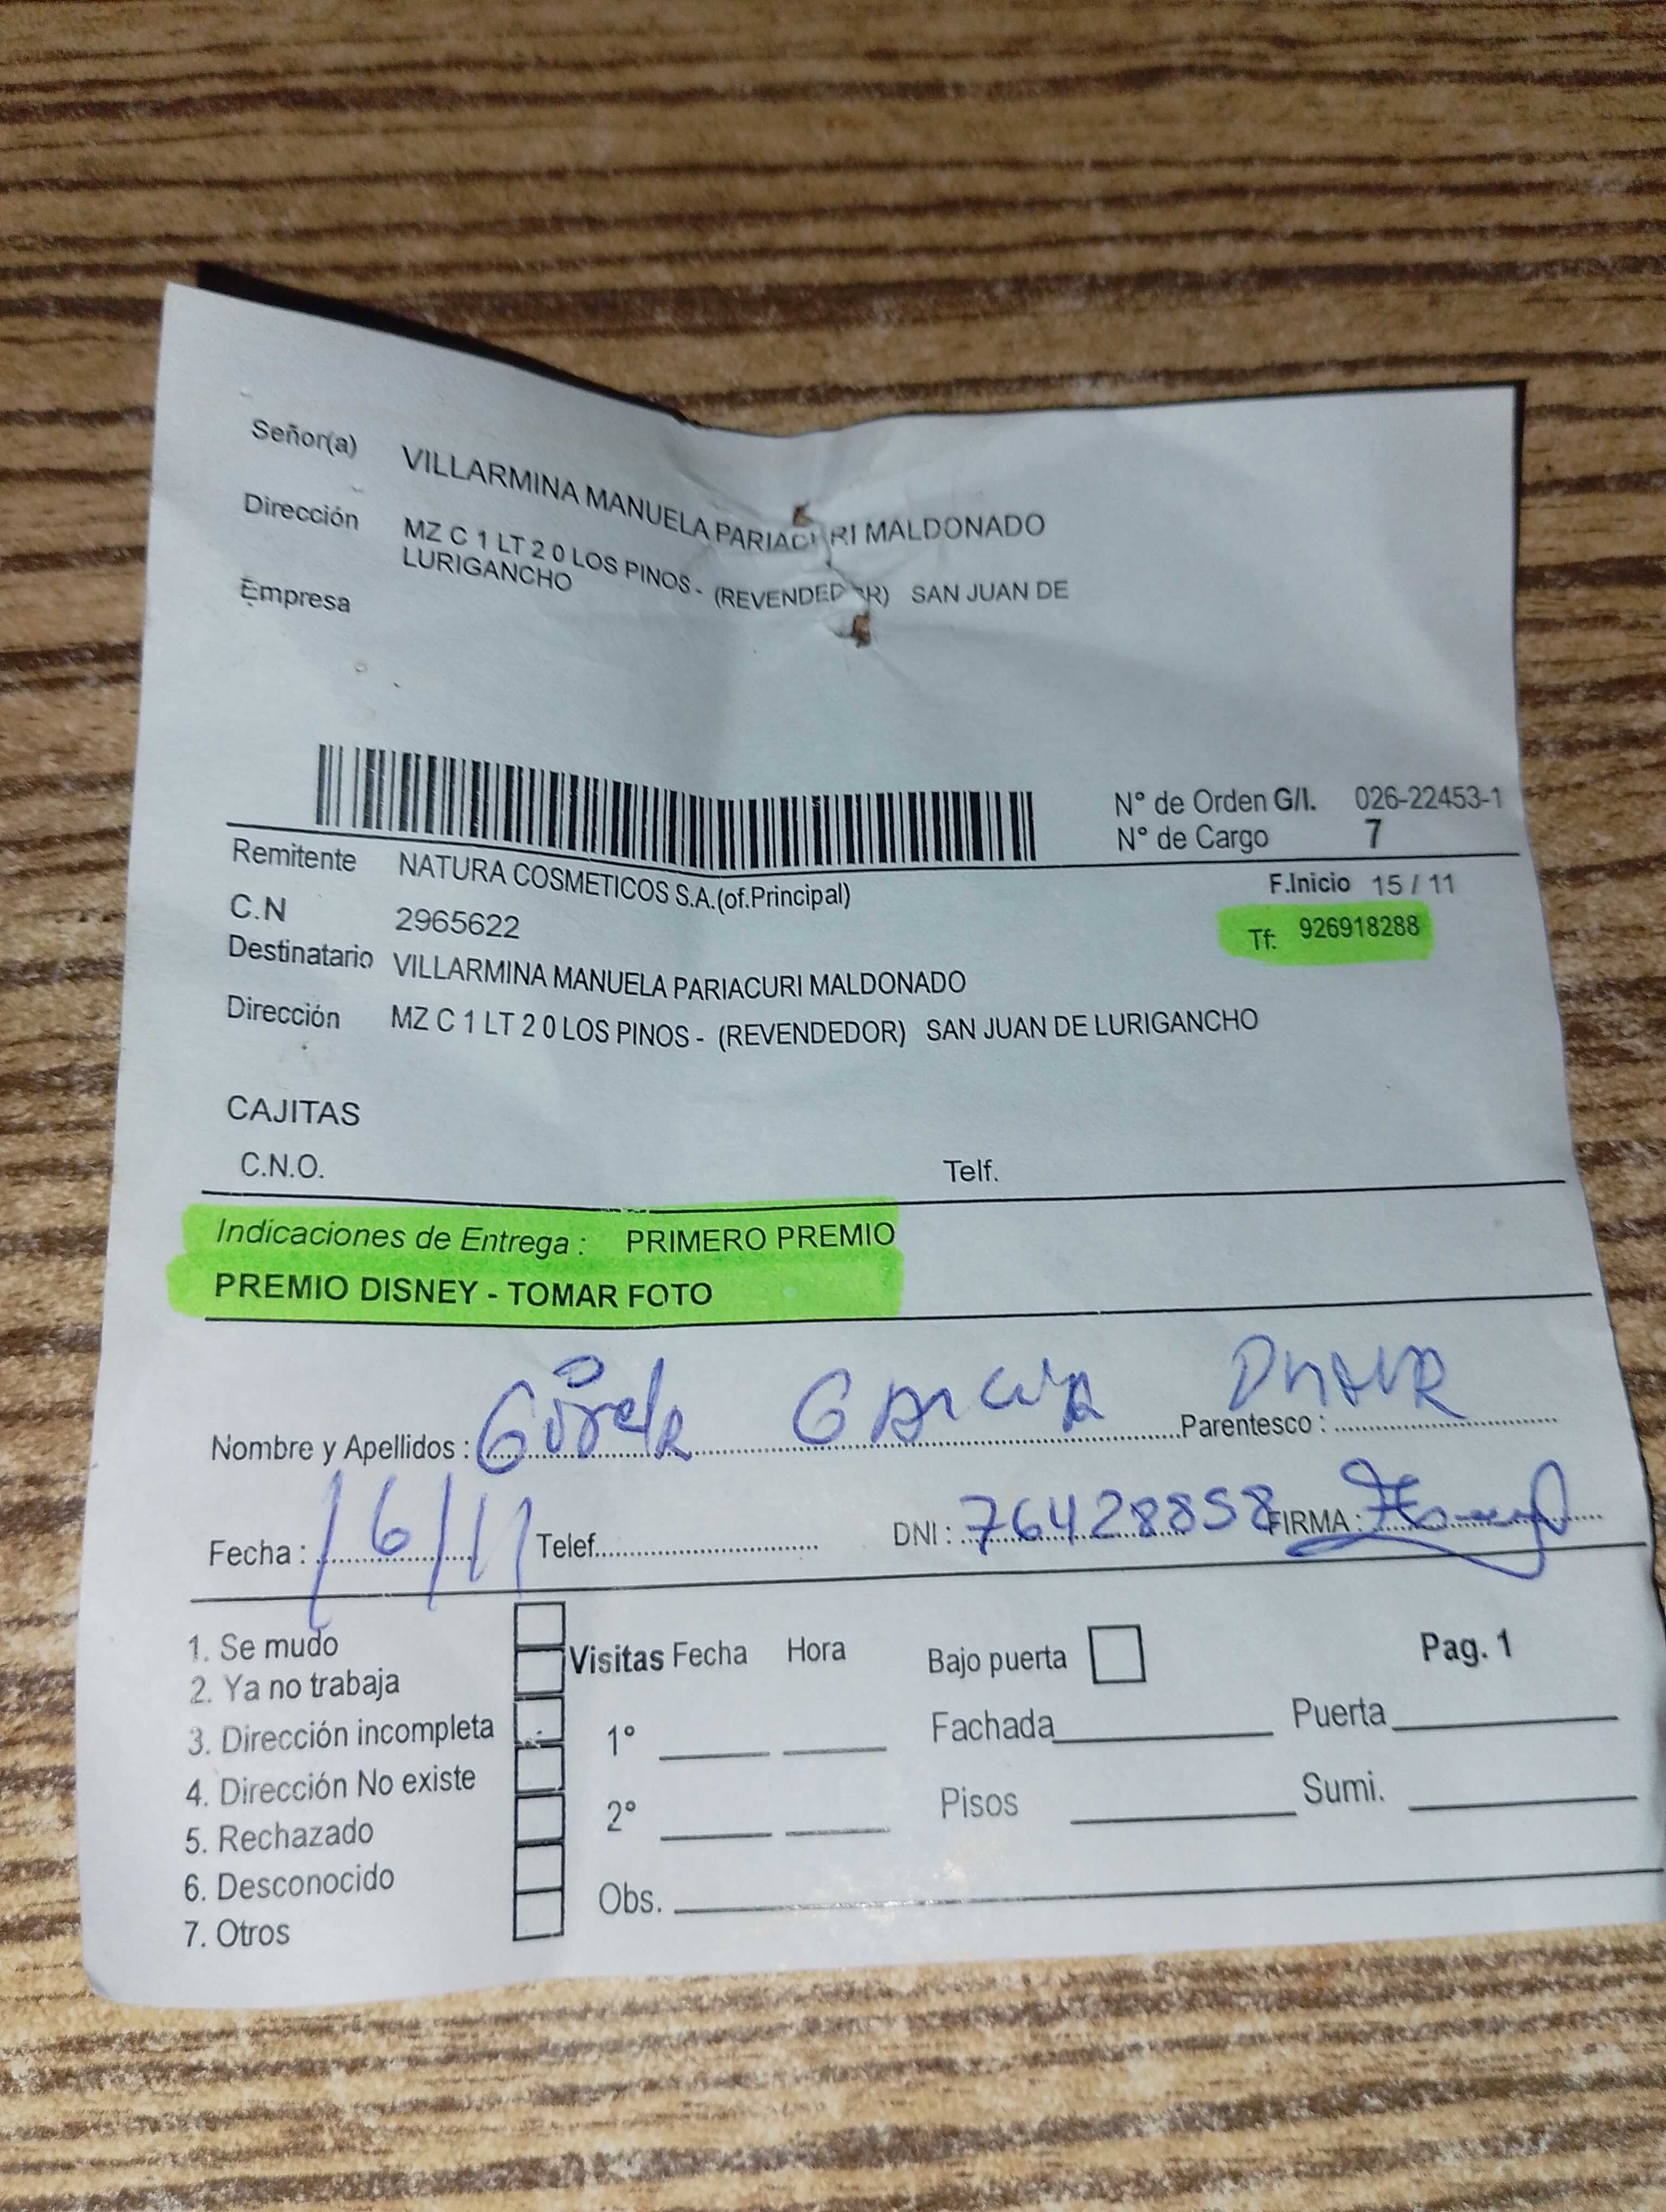 Señor(a) VILLARMINA MANUELA PARIACURI MALDONADO
Dirección MZ C 1 LT 2 0 LOS PINOS - (REVENDEDOR) SAN JUAN DE
LURIGANCHO
Empresa
N° de Orden G/I. 026-22453-1
N° de Cargo 7
Remitente NATURA COSMETICOS S.A.(of.Principal)
F.Inicio 15 / 11
C.N 2965622
Tf: 926918288
Destinatario VILLARMINA MANUELA PARIACURI MALDONADO
Dirección MZ C 1 LT 2 0 LOS PINOS - (REVENDEDOR) SAN JUAN DE LURIGANCHO
CAJITAS
C.N.O. Telf.
Indicaciones de Entrega : PRIMERO PREMIO
PREMIO DISNEY - TOMAR FOTO
Nombre y Apellidos : García Parentesco :
Fecha : 16/11 Telef. DNI : 76428858 FIRMA :
1. Se mudo
2. Ya no trabaja
3. Dirección incompleta
4. Dirección No existe
5. Rechazado
6. Desconocido
7. Otros
Visitas Fecha Hora
1°
2°
Obs.
Bajo puerta Pag. 1
Fachada Puerta
Pisos Sumi.